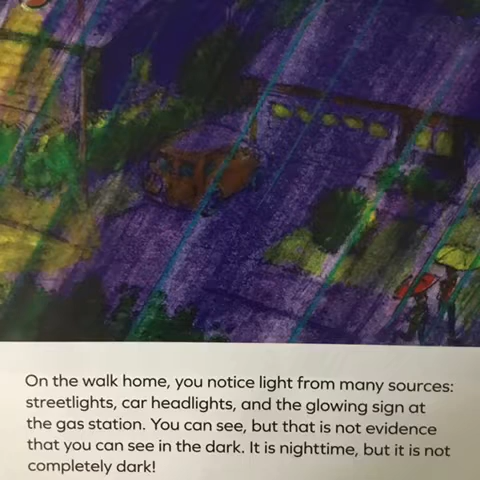 On the walk home, you notice light from many sources:
streetlights, car headlights, and the glowing sign at
the gas station. You can see, but that is not evidence
that you can see in the dark. It is nighttime, but it is not
completely dark!